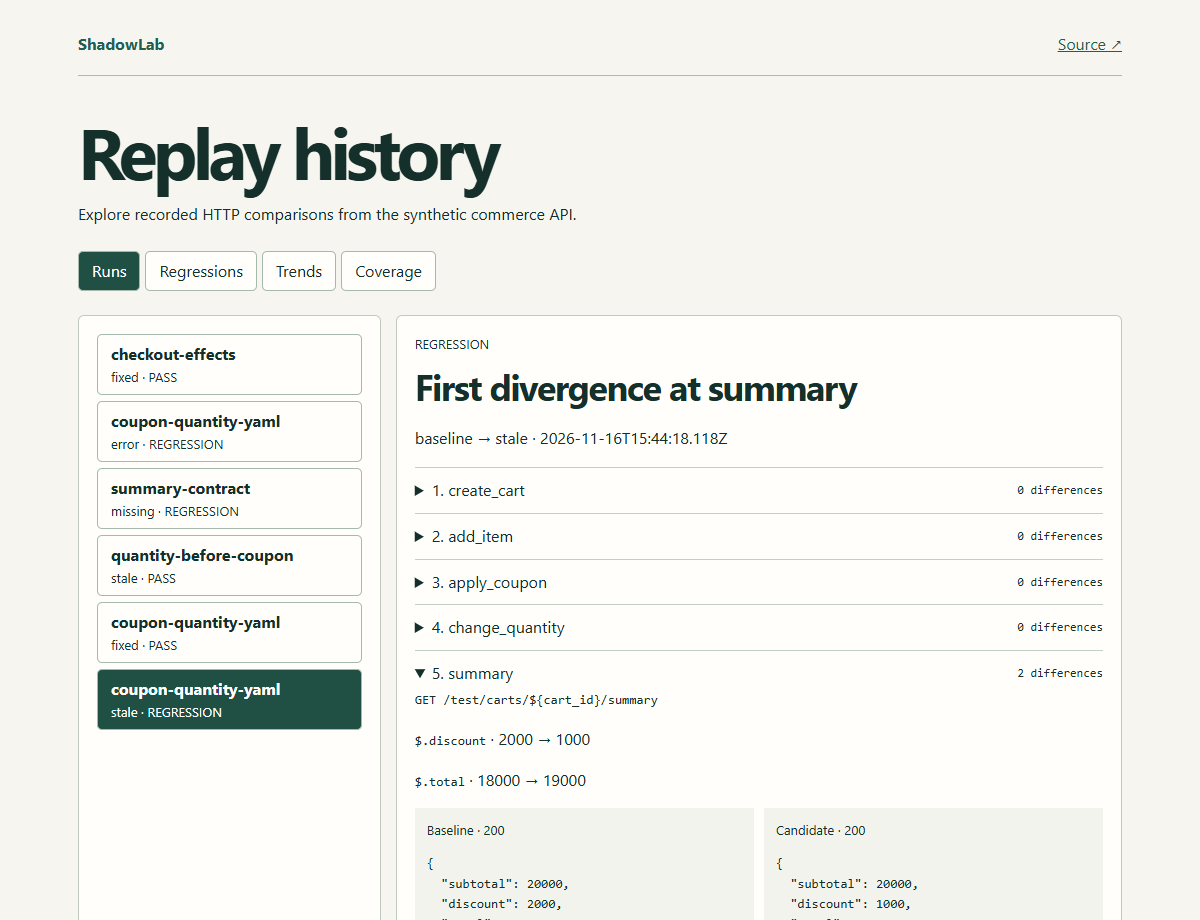 ShadowLab
Source ↗
Replay history
Explore recorded HTTP comparisons from the synthetic commerce API.
Runs
Regressions
Trends
Coverage
checkout-effects
fixed · PASS
coupon-quantity-yaml
error · REGRESSION
summary-contract
missing · REGRESSION
quantity-before-coupon
stale · PASS
coupon-quantity-yaml
fixed · PASS
coupon-quantity-yaml
stale · REGRESSION
REGRESSION
First divergence at summary
baseline → stale · 2026-11-16T15:44:18.118Z
▶ 1. create_cart 0 differences
▶ 2. add_item 0 differences
▶ 3. apply_coupon 0 differences
▶ 4. change_quantity 0 differences
▼ 5. summary 2 differences
GET /test/carts/${cart_id}/summary
$.discount · 2000 → 1000
$.total · 18000 → 19000
Baseline · 200
{
"subtotal": 20000,
"discount": 2000,
Candidate · 200
{
"subtotal": 20000,
"discount": 1000,